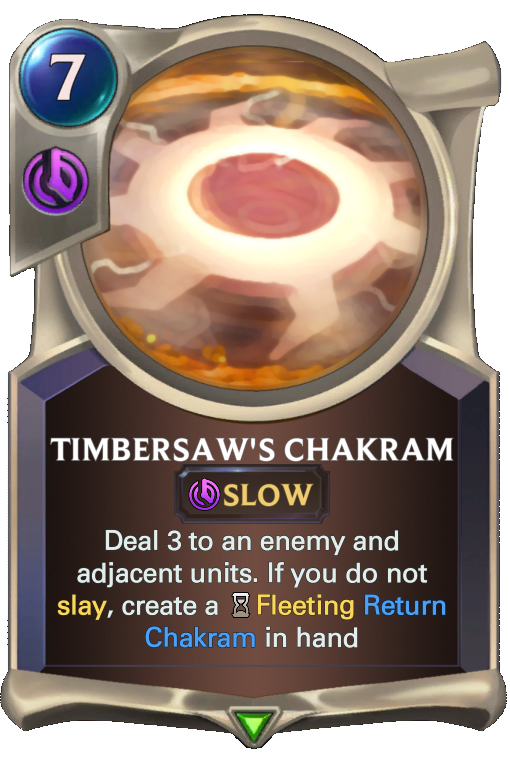 7
TIMBERSAW'S CHAKRAM
SLOW
Deal 3 to an enemy and
adjacent units. If you do not
slay, create a Fleeting Return
Chakram in hand